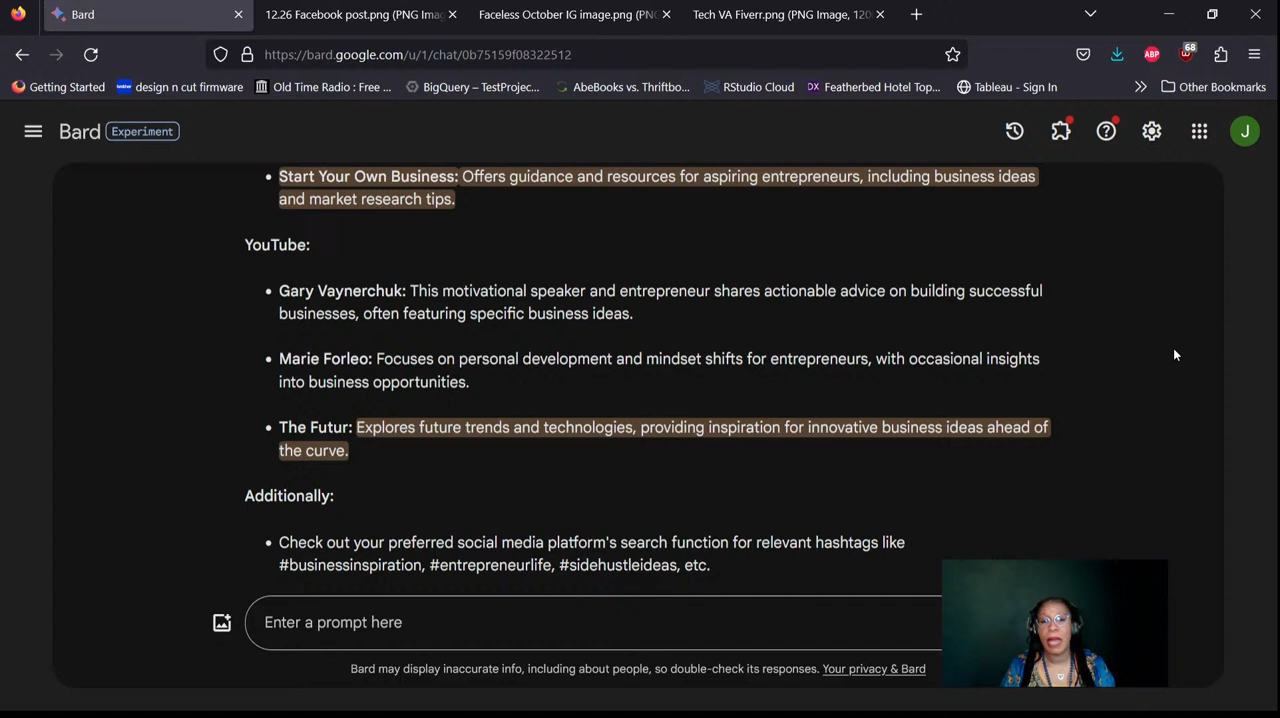 Bard
12.26 Facebook post.png (PNG Imag
Faceless October IG image.png (PNG
Tech VA Fiverr.png (PNG Image, 120
https://bard.google.com/u/1/chat/0b75159f08322512
ABP
68
Getting Started
design n cut firmware
Old Time Radio : Free ...
BigQuery – TestProjec...
AbeBooks vs. Thriftbo...
RStudio Cloud
DX Featherbed Hotel Top...
Tableau - Sign In
Other Bookmarks
Bard Experiment
J
• Start Your Own Business: Offers guidance and resources for aspiring entrepreneurs, including business ideas
and market research tips.
YouTube:
• Gary Vaynerchuk: This motivational speaker and entrepreneur shares actionable advice on building successful
businesses, often featuring specific business ideas.
• Marie Forleo: Focuses on personal development and mindset shifts for entrepreneurs, with occasional insights
into business opportunities.
• The Futur: Explores future trends and technologies, providing inspiration for innovative business ideas ahead of
the curve.
Additionally:
• Check out your preferred social media platform's search function for relevant hashtags like
#businessinspiration, #entrepreneurlife, #sidehustleideas, etc.
Enter a prompt here
Bard may display inaccurate info, including about people, so double-check its responses. Your privacy & Bard